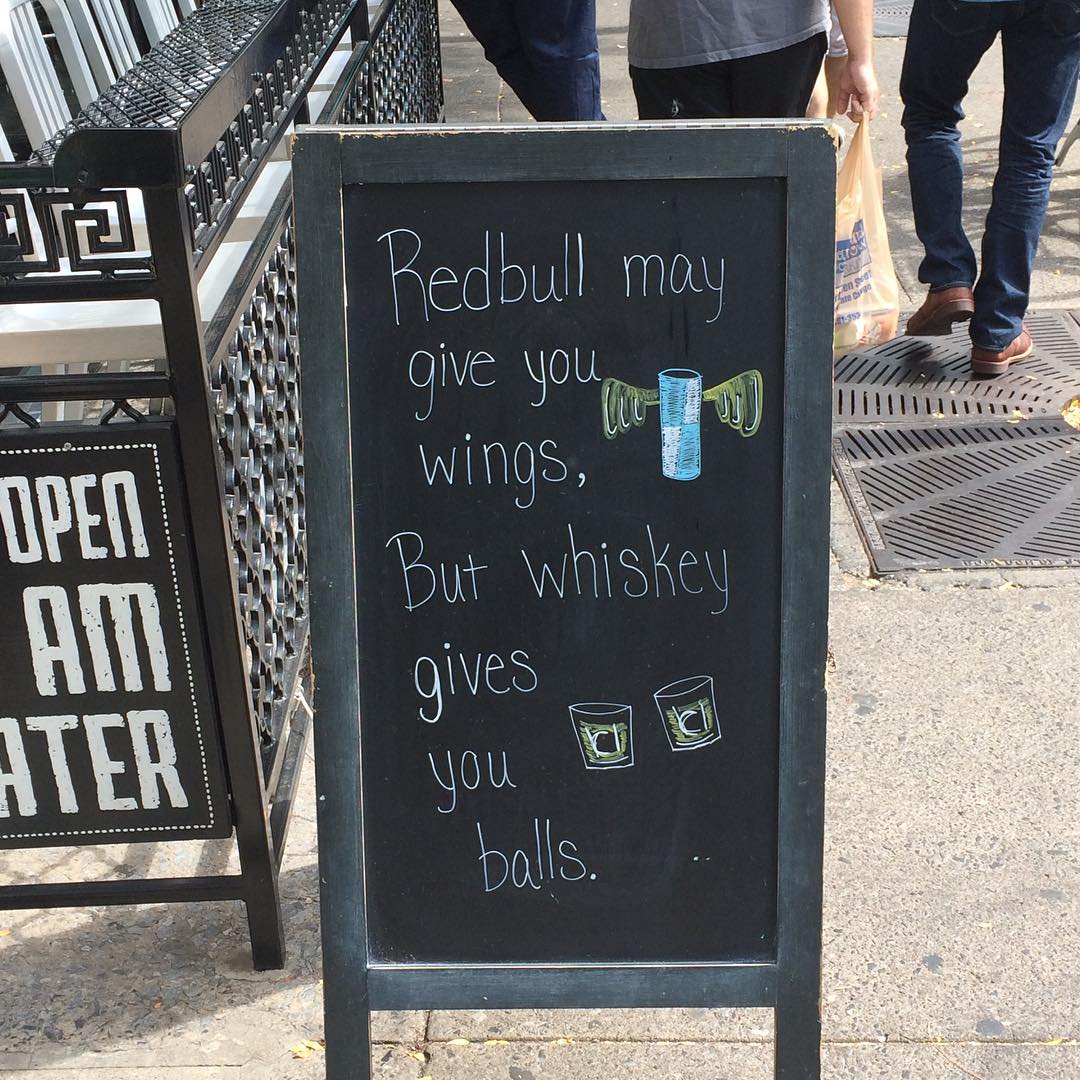 Redbull may
give you
wings,
But whiskey
gives
you
balls.
OPEN
AM
ATER